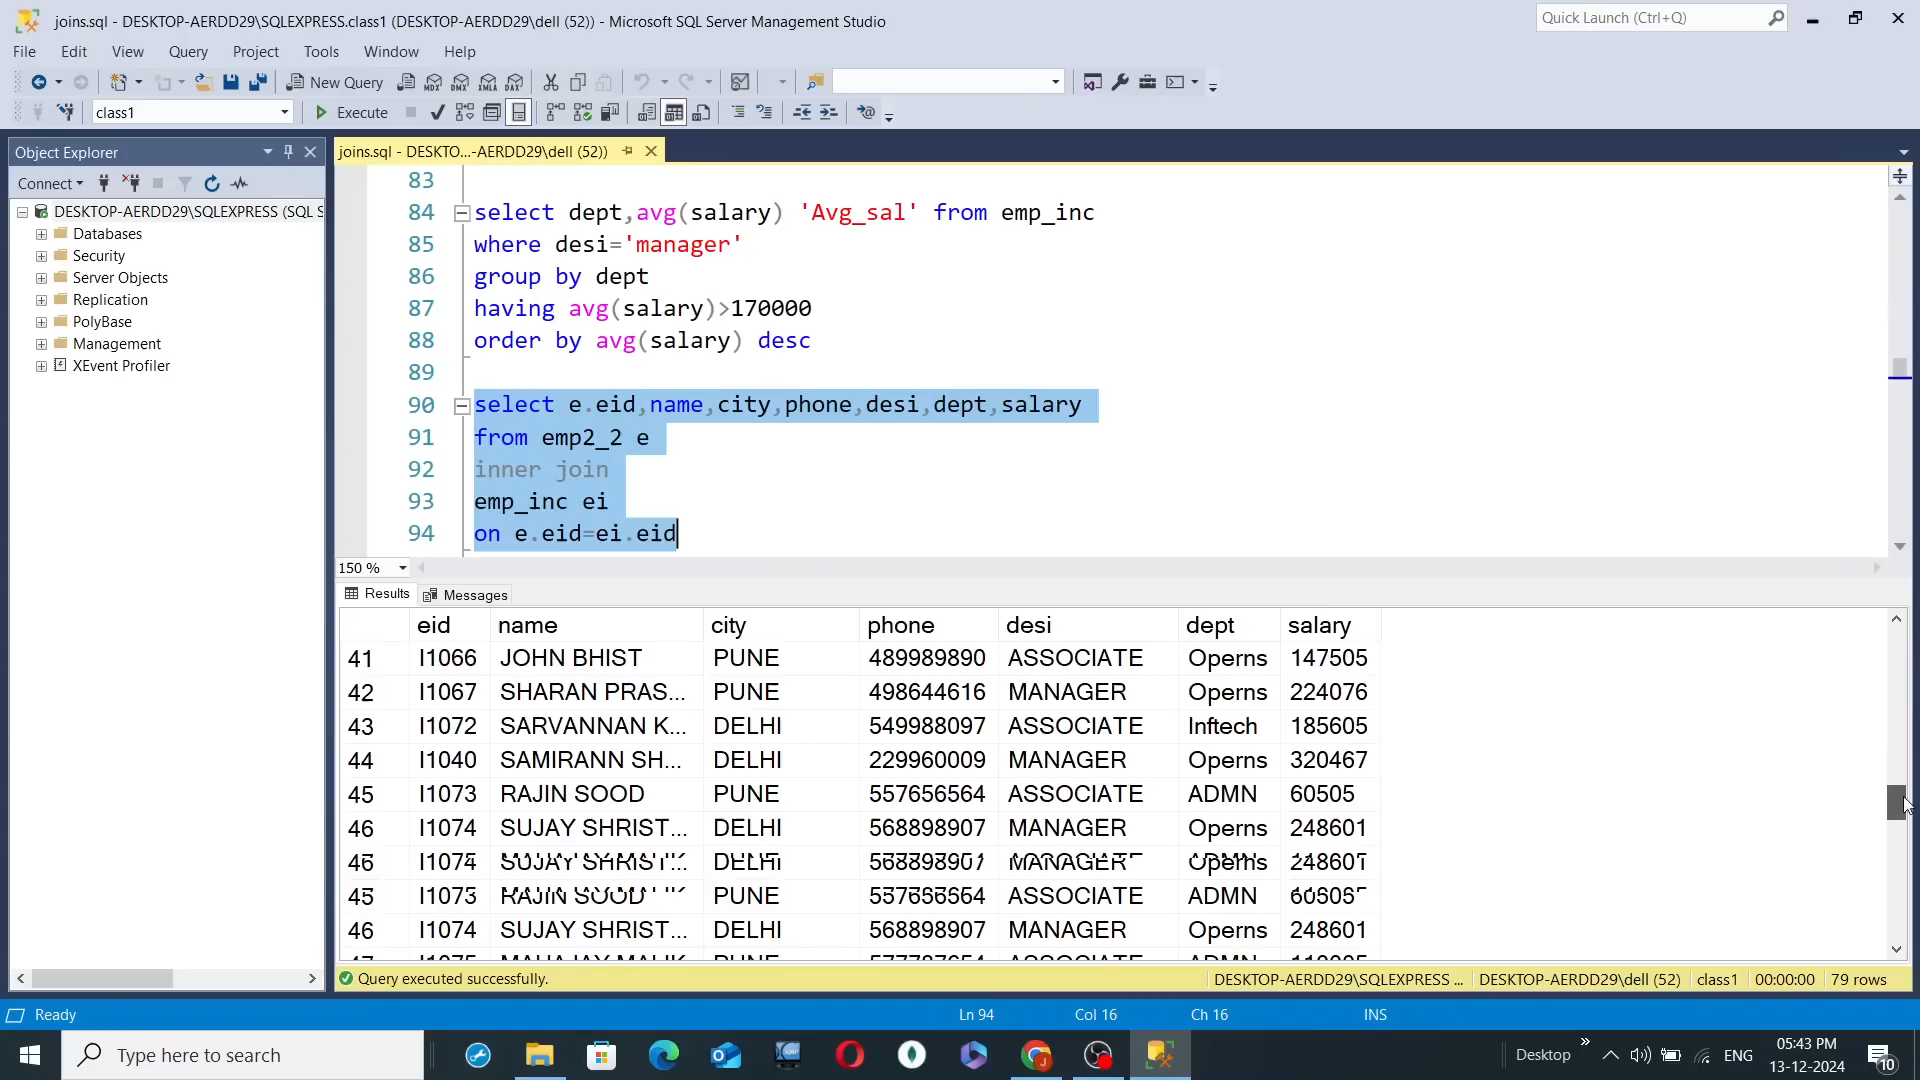 joins.sql - DESKTOP-AERDD29\SQLEXPRESS.class1 (DESKTOP-AERDD29\dell (52)) - Microsoft SQL Server Management Studio
Quick Launch (Ctrl+Q)
File Edit View Query Project Tools Window Help
New Query
class1 Execute
Object Explorer
joins.sql - DESKTO...-AERDD29\dell (52))
Connect
DESKTOP-AERDD29\SQLEXPRESS (SQL S
Databases
Security
Server Objects
Replication
PolyBase
Management
XEvent Profiler
83
84 select dept,avg(salary) 'Avg_sal' from emp_inc
85 where desi='manager'
86 group by dept
87 having avg(salary)>170000
88 order by avg(salary) desc
89
90 select e.eid,name,city,phone,desi,dept,salary
91 from emp2_2 e
92 inner join
93 emp_inc ei
94 on e.eid=ei.eid
150 %
Results Messages
eid name city phone desi dept salary
41 I1066 JOHN BHIST PUNE 489989890 ASSOCIATE Operns 147505
42 I1067 SHARAN PRAS... PUNE 498644616 MANAGER Operns 224076
43 I1072 SARVANNAN K... DELHI 549988097 ASSOCIATE Inftech 185605
44 I1040 SAMIRANN SH... DELHI 229960009 MANAGER Operns 320467
45 I1073 RAJIN SOOD PUNE 557656564 ASSOCIATE ADMN 60505
46 I1074 SUJAY SHRIST... DELHI 568898907 MANAGER Operns 248601
46 I1074 MANAGER 248601
45 I1073 PUNE ASSOCIATE ADMN
46 I1074 SUJAY SHRIST... DELHI 568898907 MANAGER Operns 248601
Query executed successfully.
DESKTOP-AERDD29\SQLEXPRESS ... DESKTOP-AERDD29\dell (52) class1 00:00:00 79 rows
Ready Ln 94 Col 16 Ch 16 INS
Type here to search
Desktop ENG 05:43 PM
13-12-2024
10